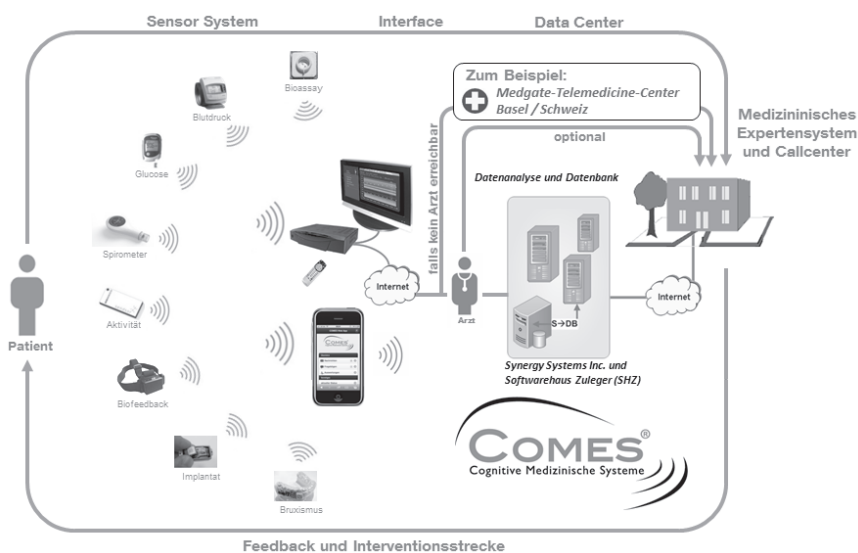 Sensor System
Interface
Data Center
Bioassay
Blutdruck
Glucose
Spirometer
Aktivität
Biofeedback
Implantat
Bruxismus
Patient
Internet
COMES
falls kein Arzt erreichbar
Zum Beispiel:
Medgate-Telemedicine-Center
Basel / Schweiz
optional
Arzt
Datenanalyse und Datenbank
S→DB
Synergy Systems Inc. und
Softwarehaus Zuleger (SHZ)
Internet
Medizininisches
Expertensystem
und Callcenter
COMES®
Cognitive Medizinische Systeme
Feedback und Interventionsstrecke